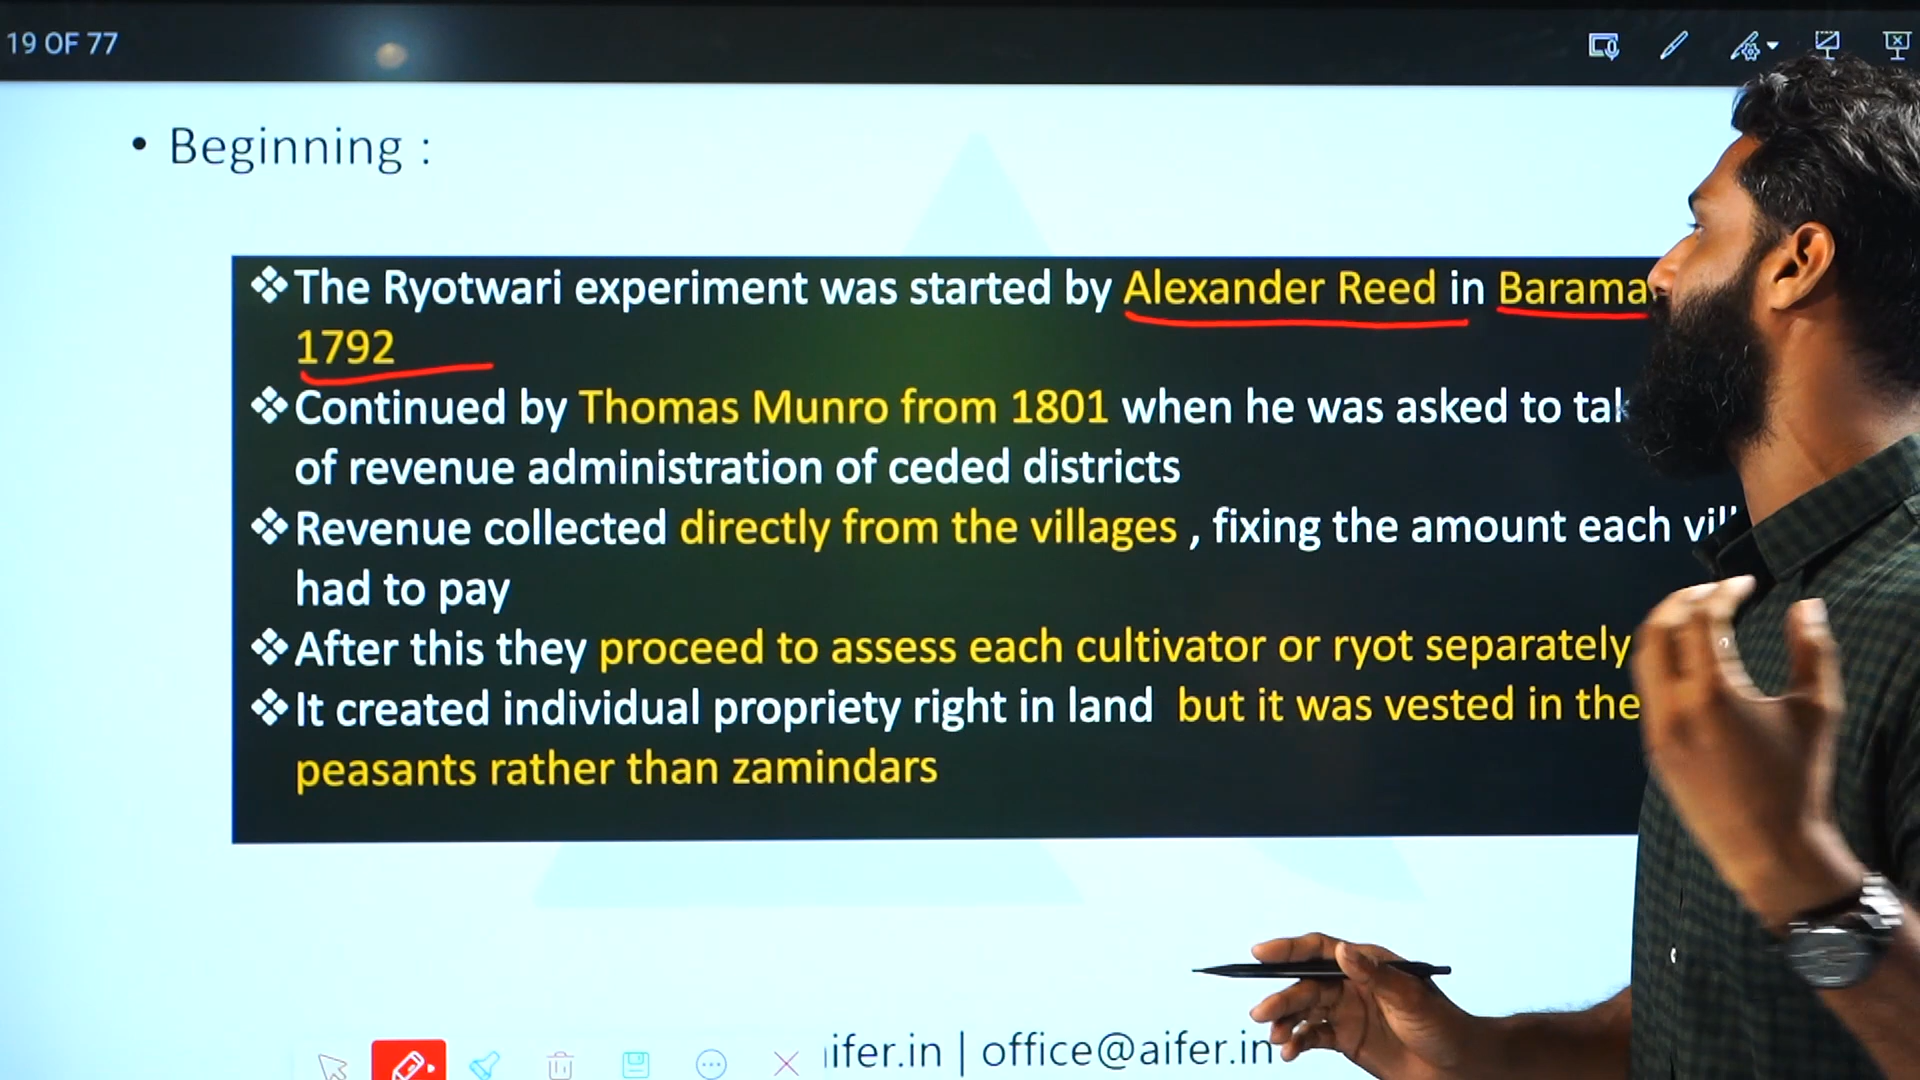 19 OF 77
• Beginning :
❖The Ryotwari experiment was started by Alexander Reed in
1792
❖Continued by Thomas Munro from 1801 when he was asked to
of revenue administration of ceded districts
❖Revenue collected directly from the villages , fixing the amount each
had to pay
❖After this they proceed to assess each cultivator or ryot separately
❖It created individual propriety right in land but it was vested in the
peasants rather than zamindars
aifer.in | office@aifer.in